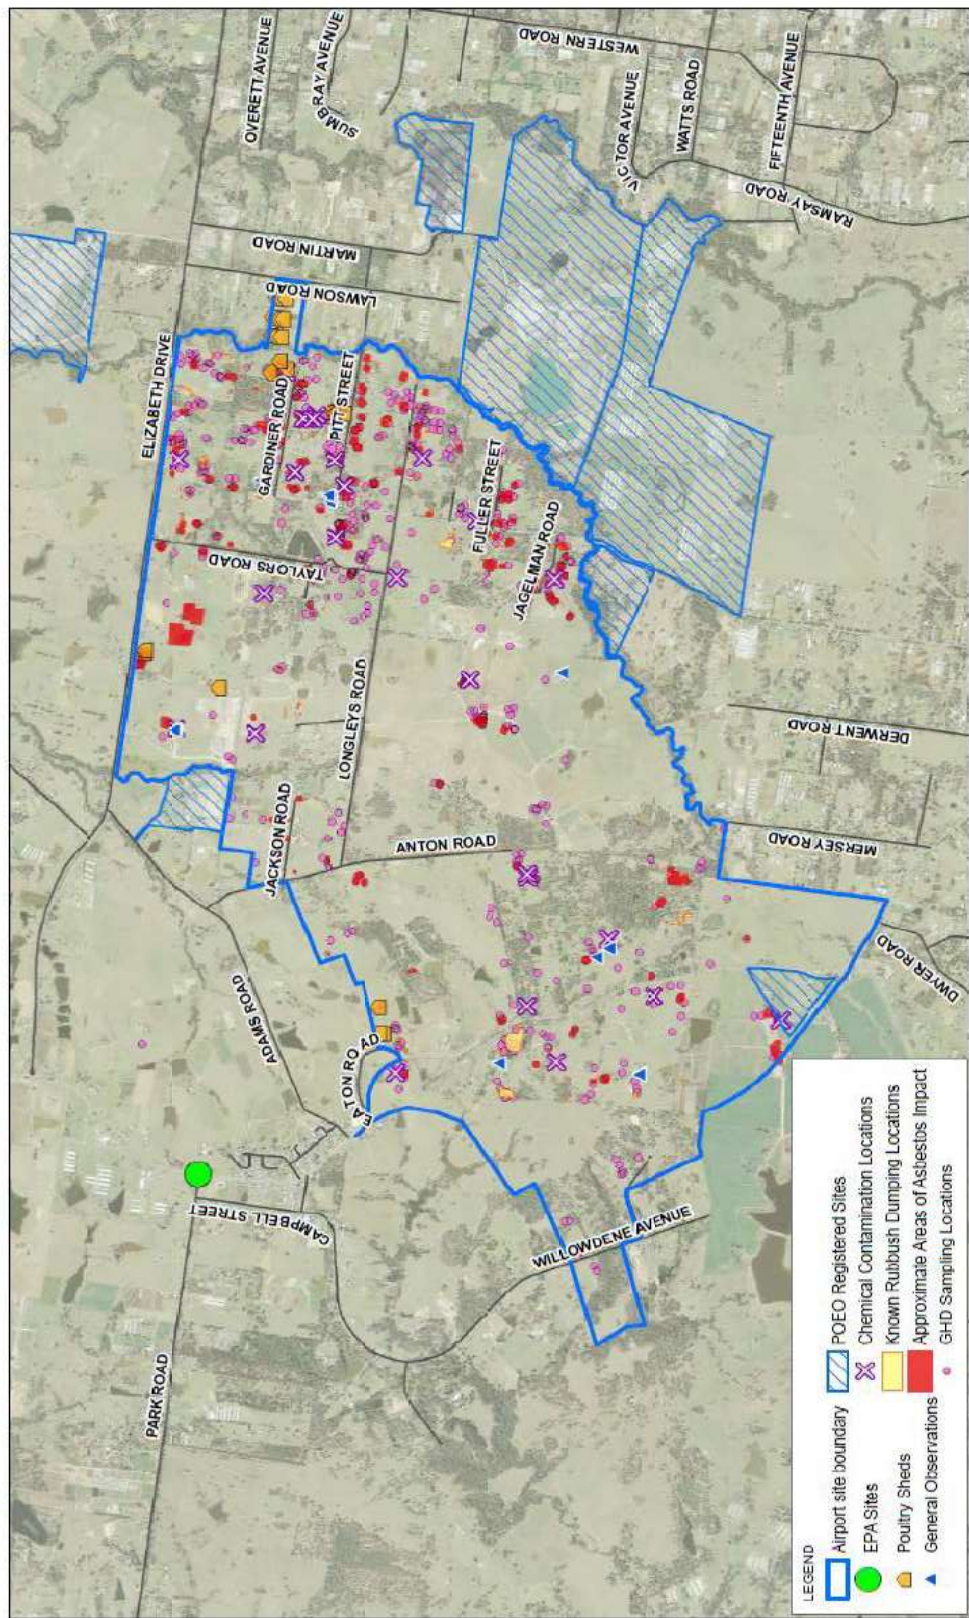 OVERETT AVENUE
SUMBRAY AVENUE
WESTERN ROAD
VICTOR AVENUE
WATTS ROAD
FIFTEENTH AVENUE
RAMSAY ROAD
MARTIN ROAD
LAWSON ROAD
ELIZABETH DRIVE
GARDINER ROAD
PITT STREET
TAYLORS ROAD
FULLER STREET
JAGELMAN ROAD
LONGLEYS ROAD
DERWENT ROAD
JACKSON ROAD
ANTON ROAD
MERSEY ROAD
ADAMS ROAD
DWYER ROAD
EATON ROAD
CAMPBELL STREET
WILLOWDENE AVENUE
PARK ROAD
LEGEND
Airport site boundary
EPA Sites
Poultry Sheds
General Observations
POEO Registered Sites
Chemical Contamination Locations
Known Rubbush Dumping Locations
Approximate Areas of Asbestos Impact
GHD Sampling Locations